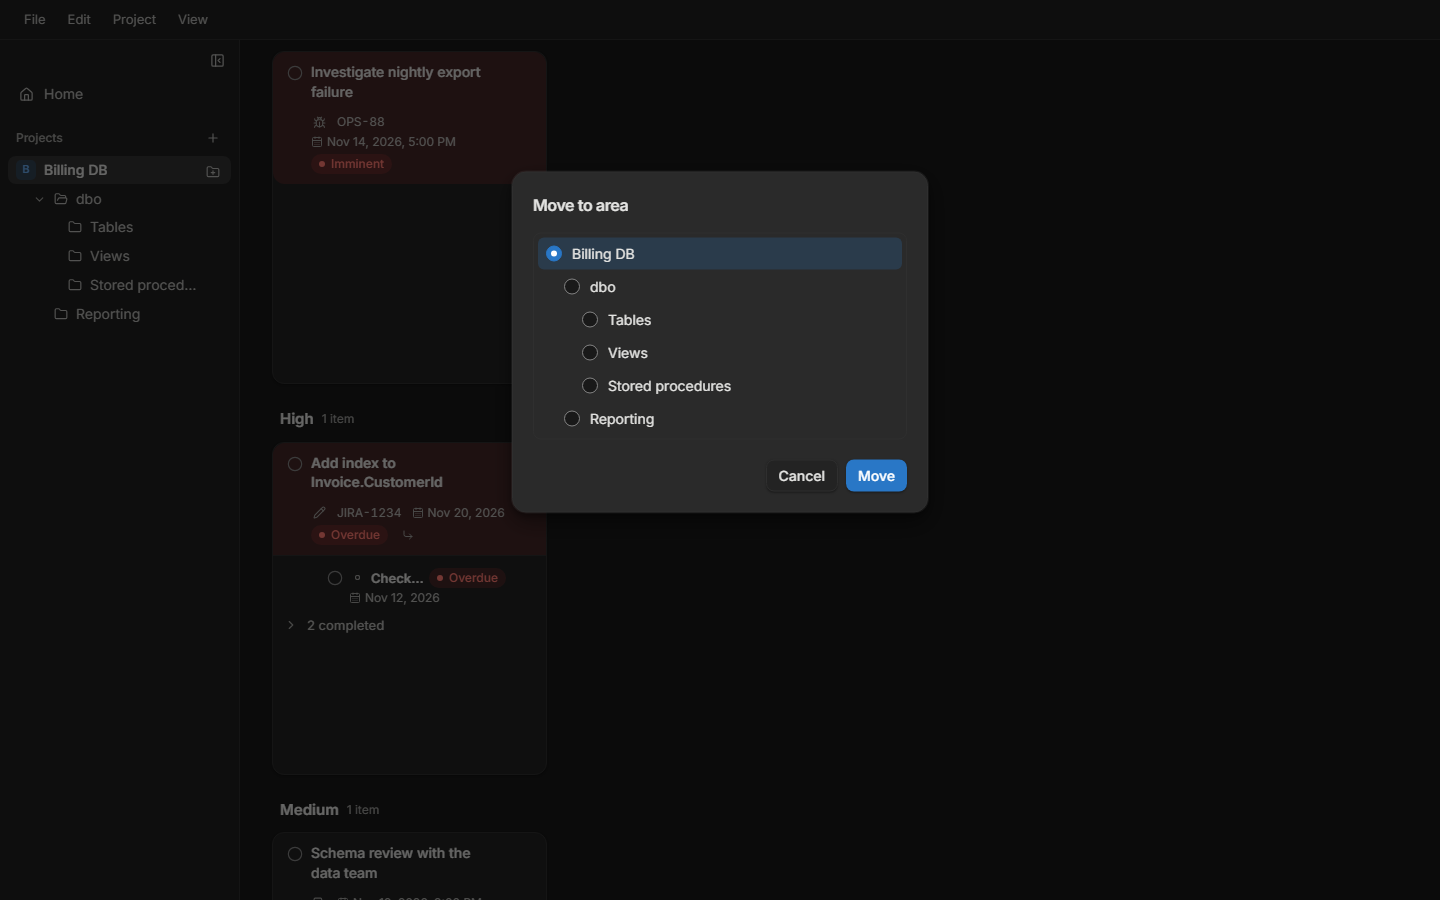 File Edit Project View
Home
Projects
B Billing DB
dbo
Tables
Views
Stored proced...
Reporting
Investigate nightly export
failure
OPS-88
Nov 14, 2026, 5:00 PM
Imminent
High 1 item
Add index to
Invoice.CustomerId
JIRA-1234 Nov 20, 2026
Overdue
Check... Overdue
Nov 12, 2026
2 completed
Medium 1 item
Schema review with the
data team
Move to area
Billing DB
dbo
Tables
Views
Stored procedures
Reporting
Cancel Move